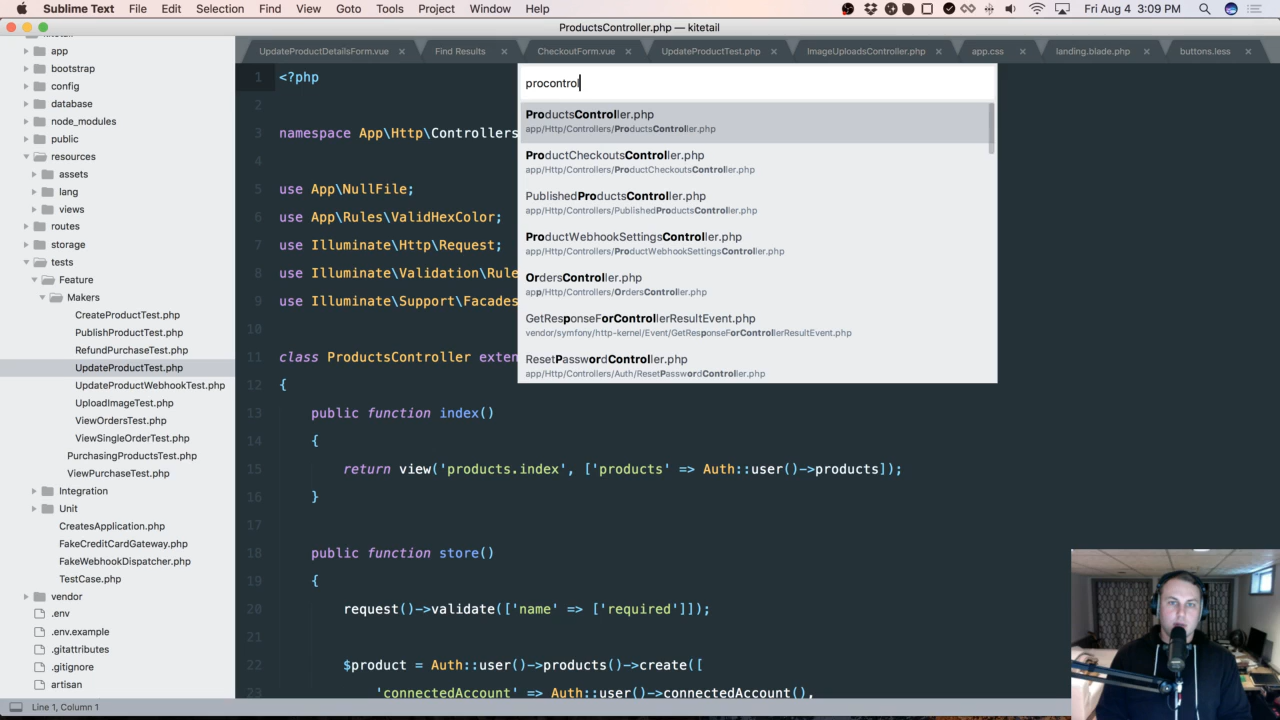 Sublime Text File Edit Selection Find View Goto Tools Project Window Help Fri Aug 4 3:09 PM
ProductsController.php — kitetail
UpdateProductDetailsForm.vue Find Results CheckoutForm.vue UpdateProductTest.php ImageUploadsController.php app.css landing.blade.php buttons.less
app
bootstrap
config
database
node_modules
public
resources
assets
lang
views
routes
storage
tests
Feature
Makers
CreateProductTest.php
PublishProductTest.php
RefundPurchaseTest.php
UpdateProductTest.php
UpdateProductWebhookTest.php
UploadImageTest.php
ViewOrdersTest.php
ViewSingleOrderTest.php
PurchasingProductsTest.php
ViewPurchaseTest.php
Integration
Unit
CreatesApplication.php
FakeCreditCardGateway.php
FakeWebhookDispatcher.php
TestCase.php
vendor
.env
.env.example
.gitattributes
.gitignore
artisan
procontrol
ProductsController.php
app/Http/Controllers/ProductsController.php
ProductCheckoutsController.php
app/Http/Controllers/ProductCheckoutsController.php
PublishedProductsController.php
app/Http/Controllers/PublishedProductsController.php
ProductWebhookSettingsController.php
app/Http/Controllers/ProductWebhookSettingsController.php
OrdersController.php
app/Http/Controllers/OrdersController.php
GetResponseForControllerResultEvent.php
vendor/symfony/http-kernel/Event/GetResponseForControllerResultEvent.php
ResetPasswordController.php
app/Http/Controllers/Auth/ResetPasswordController.php
1 <?php
2
3 namespace App\Http\Controllers
4
5 use App\NullFile;
6 use App\Rules\ValidHexColor;
7 use Illuminate\Http\Request;
8 use Illuminate\Validation\Rule
9 use Illuminate\Support\Facades
10
11 class ProductsController exten
12 {
13 public function index()
14 {
15 return view('products.index', ['products' => Auth::user()->products]);
16 }
17
18 public function store()
19 {
20 request()->validate(['name' => ['required']]);
21
22 $product = Auth::user()->products()->create([
23 'connectedAccount' => Auth::user()->connectedAccount(),
Line 1, Column 1